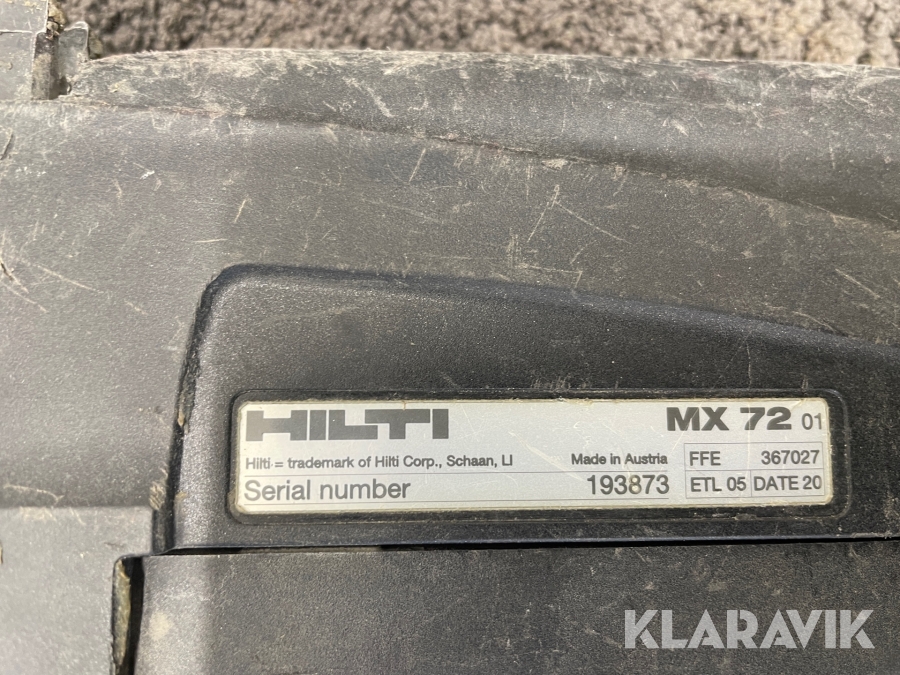 HILTI MX 72 01
Hilti = trademark of Hilti Corp., Schaan, LI Made in Austria FFE 367027
Serial number 193873 ETL 05 DATE 20
KLARAVIK